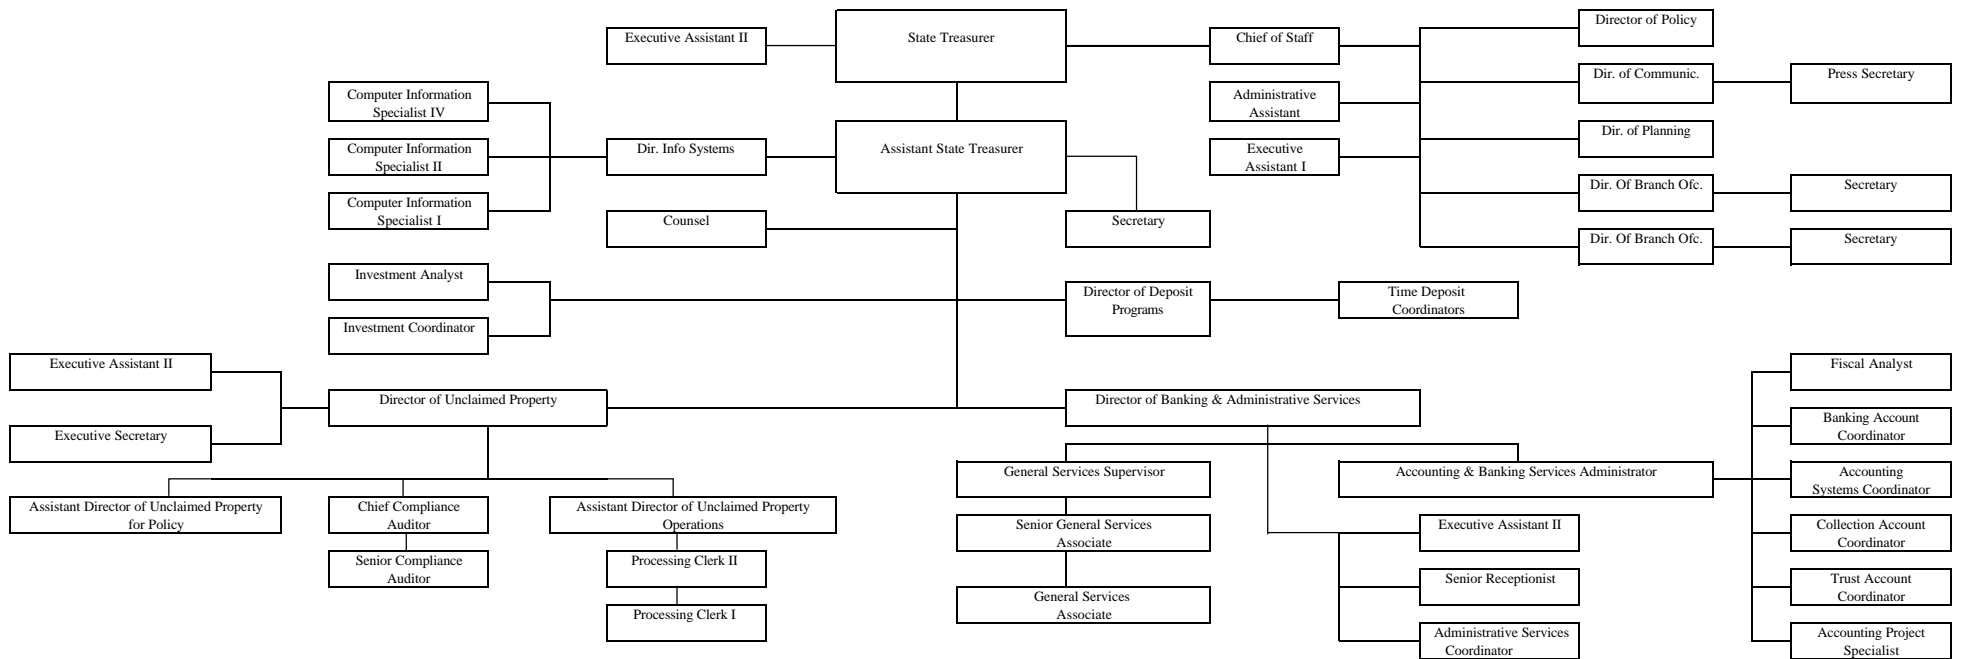 Executive Assistant II
State Treasurer
Chief of Staff
Director of Policy
Dir. of Communic.
Press Secretary
Computer Information
Specialist IV
Administrative
Assistant
Dir. of Planning
Computer Information
Specialist II
Dir. Info Systems
Assistant State Treasurer
Executive
Assistant I
Dir. Of Branch Ofc.
Secretary
Computer Information
Specialist I
Counsel
Secretary
Dir. Of Branch Ofc.
Secretary
Investment Analyst
Director of Deposit
Programs
Time Deposit
Coordinators
Investment Coordinator
Executive Assistant II
Fiscal Analyst
Director of Unclaimed Property
Director of Banking & Administrative Services
Banking Account
Coordinator
Executive Secretary
General Services Supervisor
Accounting & Banking Services Administrator
Accounting
Systems Coordinator
Assistant Director of Unclaimed Property
for Policy
Chief Compliance
Auditor
Assistant Director of Unclaimed Property
Operations
Senior General Services
Associate
Executive Assistant II
Collection Account
Coordinator
Senior Compliance
Auditor
Processing Clerk II
Senior Receptionist
Trust Account
Coordinator
General Services
Associate
Processing Clerk I
Administrative Services
Coordinator
Accounting Project
Specialist